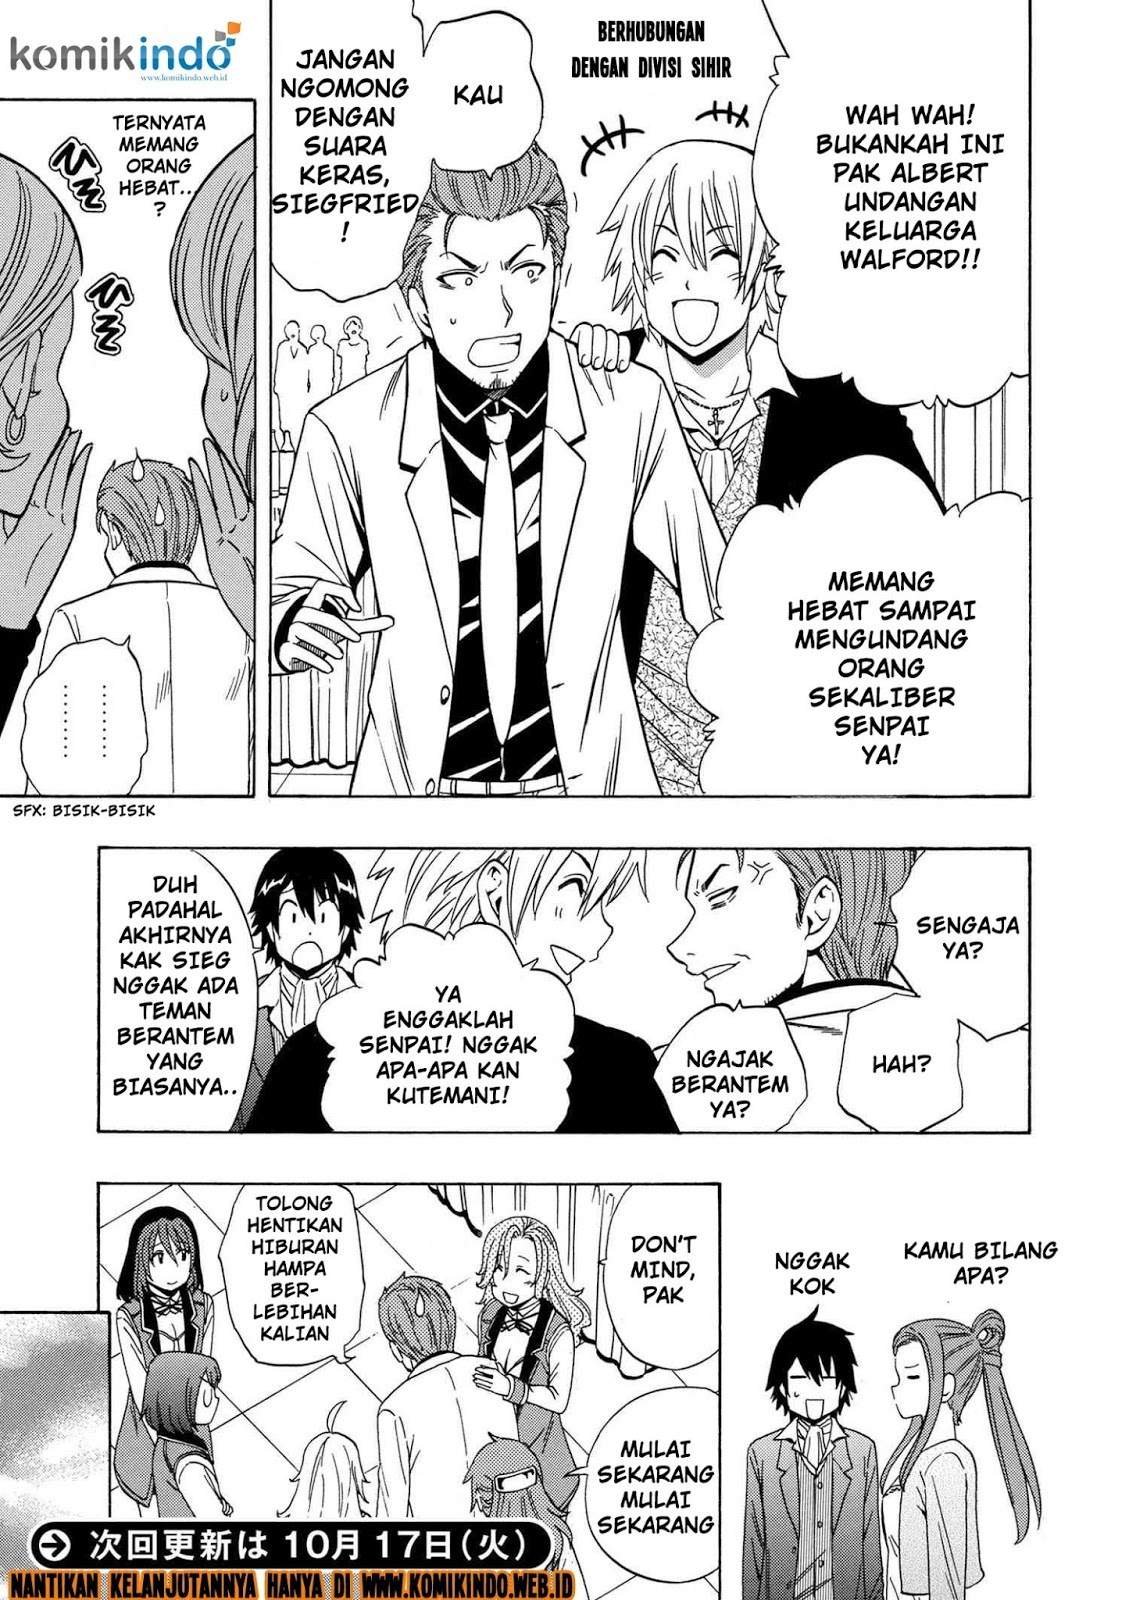 komikindo
www.komikindo.web.id
WAH WAH!
BUKANKAH INI
PAK ALBERT
UNDANGAN
KELUARGA
WALFORD!!
BERHUBUNGAN
DENGAN DIVISI SIHIR
KAU
JANGAN
NGOMONG
DENGAN
SUARA
KERAS,
SIEGFRIED
!
MEMANG
HEBAT SAMPAI
MENGUNDANG
ORANG
SEKALIBER
SENPAI
YA!
TERNYATA
MEMANG
ORANG
HEBAT...
?
ひソ
ひソ
............
SFX: BISIK-BISIK
SENGAJA
YA?
HAH?
NGAJAK
BERANTEM
YA?
YA
ENGGAKLAH
SENPAI! NGGAK
APA-APA KAN
KUTEMANI!
DUH
PADAHAL
AKHIRNYA
KAK SIEG
NGGAK ADA
TEMAN
BERANTEM
YANG
BIASANYA..
KAMU BILANG
APA?
NGGAK
KOK
DON'T
MIND,
PAK
TOLONG
HENTIKAN
HIBURAN
HAMPA
BER-
LEBIHAN
KALIAN
MULAI
SEKARANG
MULAI
SEKARANG
次回更新は 10月 17日(火)
NANTIKAN KELANJUTANNYA HANYA DI WWW.KOMIKINDO.WEB.ID